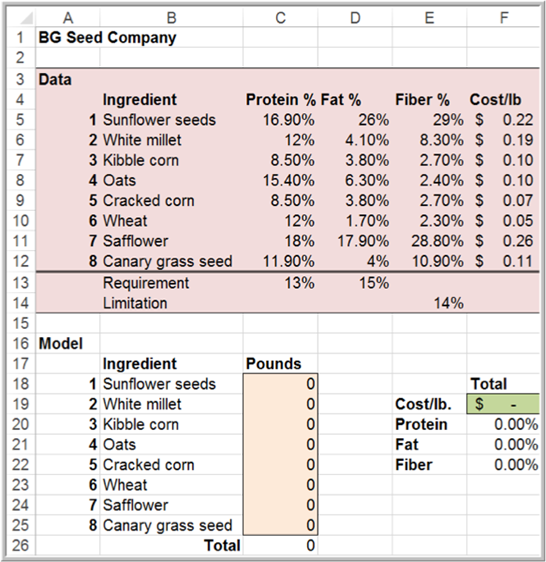 A B C D E F
1 BG Seed Company
2
3 Data
4 Ingredient Protein % Fat % Fiber % Cost/lb
5 1 Sunflower seeds 16.90% 26% 29% $ 0.22
6 2 White millet 12% 4.10% 8.30% $ 0.19
7 3 Kibble corn 8.50% 3.80% 2.70% $ 0.10
8 4 Oats 15.40% 6.30% 2.40% $ 0.10
9 5 Cracked corn 8.50% 3.80% 2.70% $ 0.07
10 6 Wheat 12% 1.70% 2.30% $ 0.05
11 7 Safflower 18% 17.90% 28.80% $ 0.26
12 8 Canary grass seed 11.90% 4% 10.90% $ 0.11
13 Requirement 13% 15%
14 Limitation 14%
15
16 Model
17 Ingredient Pounds
18 1 Sunflower seeds 0 Total
19 2 White millet 0 Cost/lb. $ -
20 3 Kibble corn 0 Protein 0.00%
21 4 Oats 0 Fat 0.00%
22 5 Cracked corn 0 Fiber 0.00%
23 6 Wheat 0
24 7 Safflower 0
25 8 Canary grass seed 0
26 Total 0